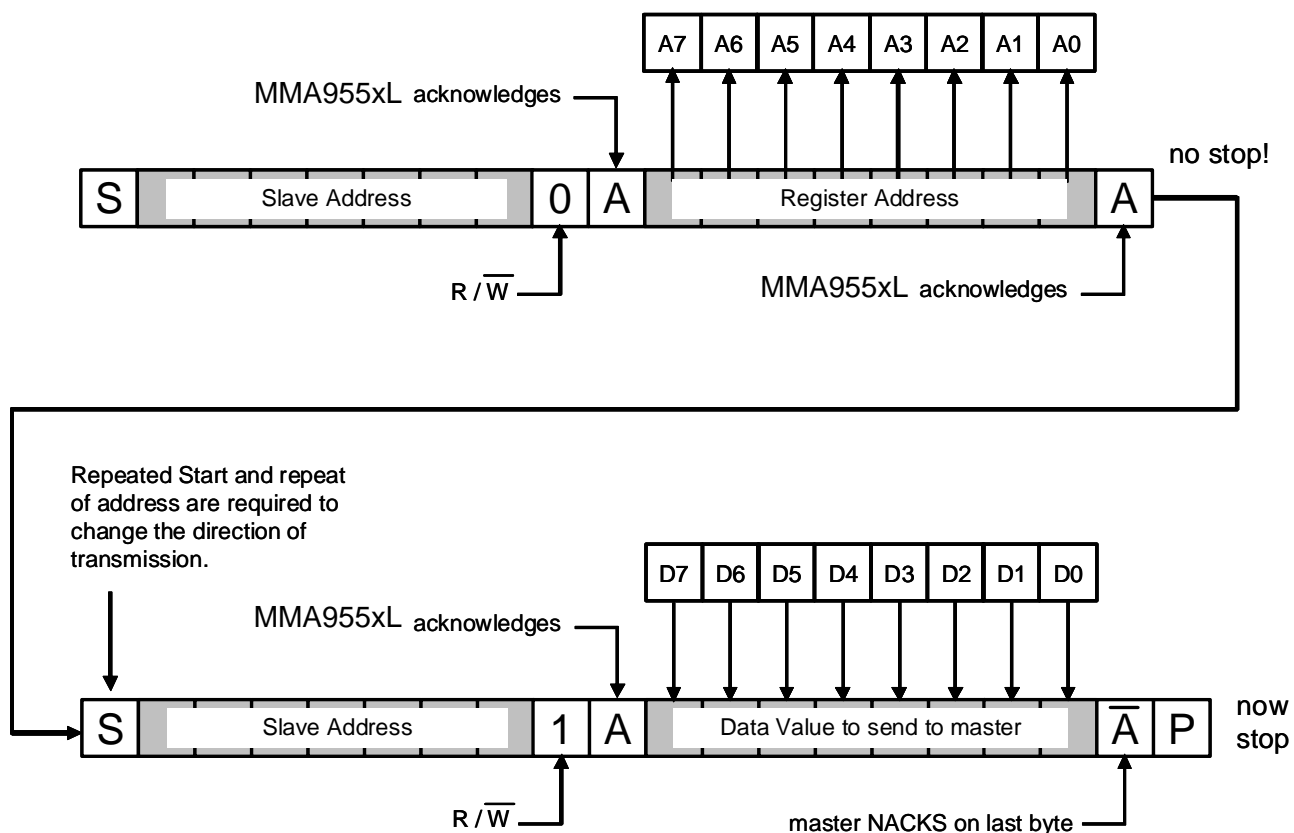 A7 A6 A5 A4 A3 A2 A1 A0
MMA955xL acknowledges
no stop!
S Slave Address 0 A Register Address A
R / W̅
MMA955xL acknowledges
Repeated Start and repeat
of address are required to
change the direction of
transmission.
D7 D6 D5 D4 D3 D2 D1 D0
MMA955xL acknowledges
S Slave Address 1 A Data Value to send to master A̅ P
now
stop
R / W̅
master NACKS on last byte